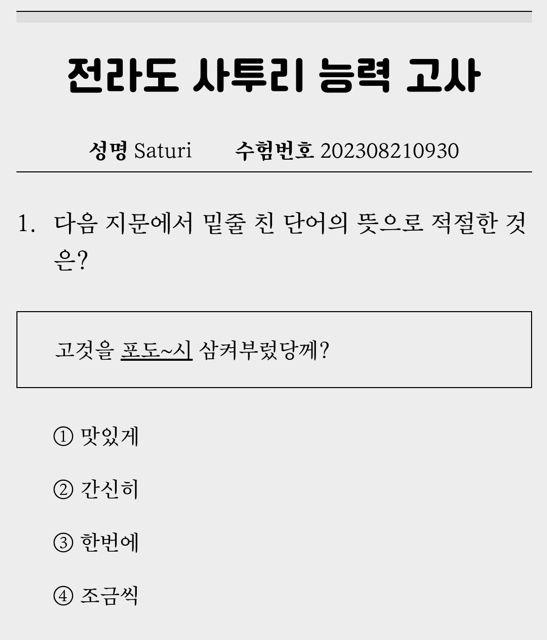 전라도 사투리 능력 고사
성명 Saturi 수험번호 202308210930
1. 다음 지문에서 밑줄 친 단어의 뜻으로 적절한 것
은?
고것을 포도~시 삼켜부렀당께?
① 맛있게
② 간신히
③ 한번에
④ 조금씩